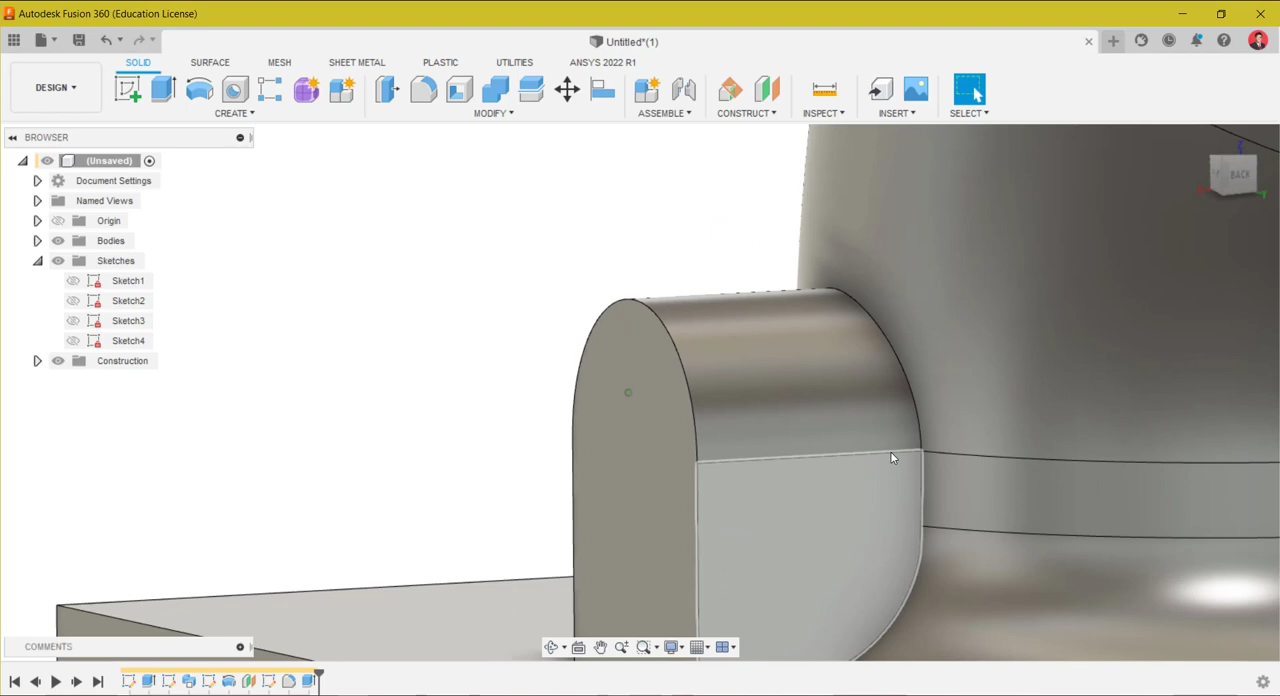 Autodesk Fusion 360 (Education License)
Untitled*(1)
SOLID SURFACE MESH SHEET METAL PLASTIC UTILITIES ANSYS 2022 R1
DESIGN
CREATE MODIFY ASSEMBLE CONSTRUCT INSPECT INSERT SELECT
BROWSER
(Unsaved)
Document Settings
Named Views
Origin
Bodies
Sketches
Sketch1
Sketch2
Sketch3
Sketch4
Construction
Z
BACK
COMMENTS